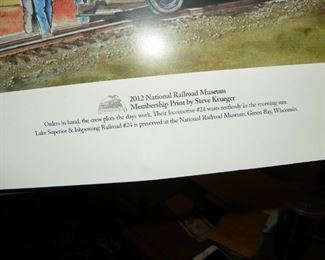 2012 National Railroad Museum
Membership Print by Steve Krueger
Orders in hand, the crew plots the days work. Their locomotive #24 waits restlessly in the morning sun.
Lake Superior & Ishpeming Railroad #24 is preserved at the National Railroad Museum, Green Bay, Wisconsin.